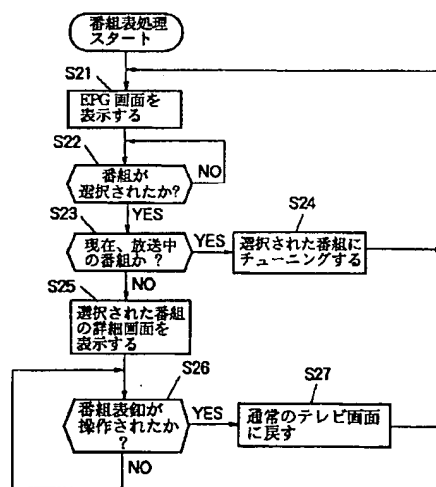 番組表処理
スタート
S21
EPG 画面を
表示する
S22
番組が
選択されたか?
NO
YES
S23
現在、放送中
の番組か ?
YES
S24
選択された番組に
チューニングする
NO
S25
選択された番組
の詳細画面を
表示する
S26
番組表釦が
操作されたか
?
YES
S27
通常のテレビ画面
に戻す
NO